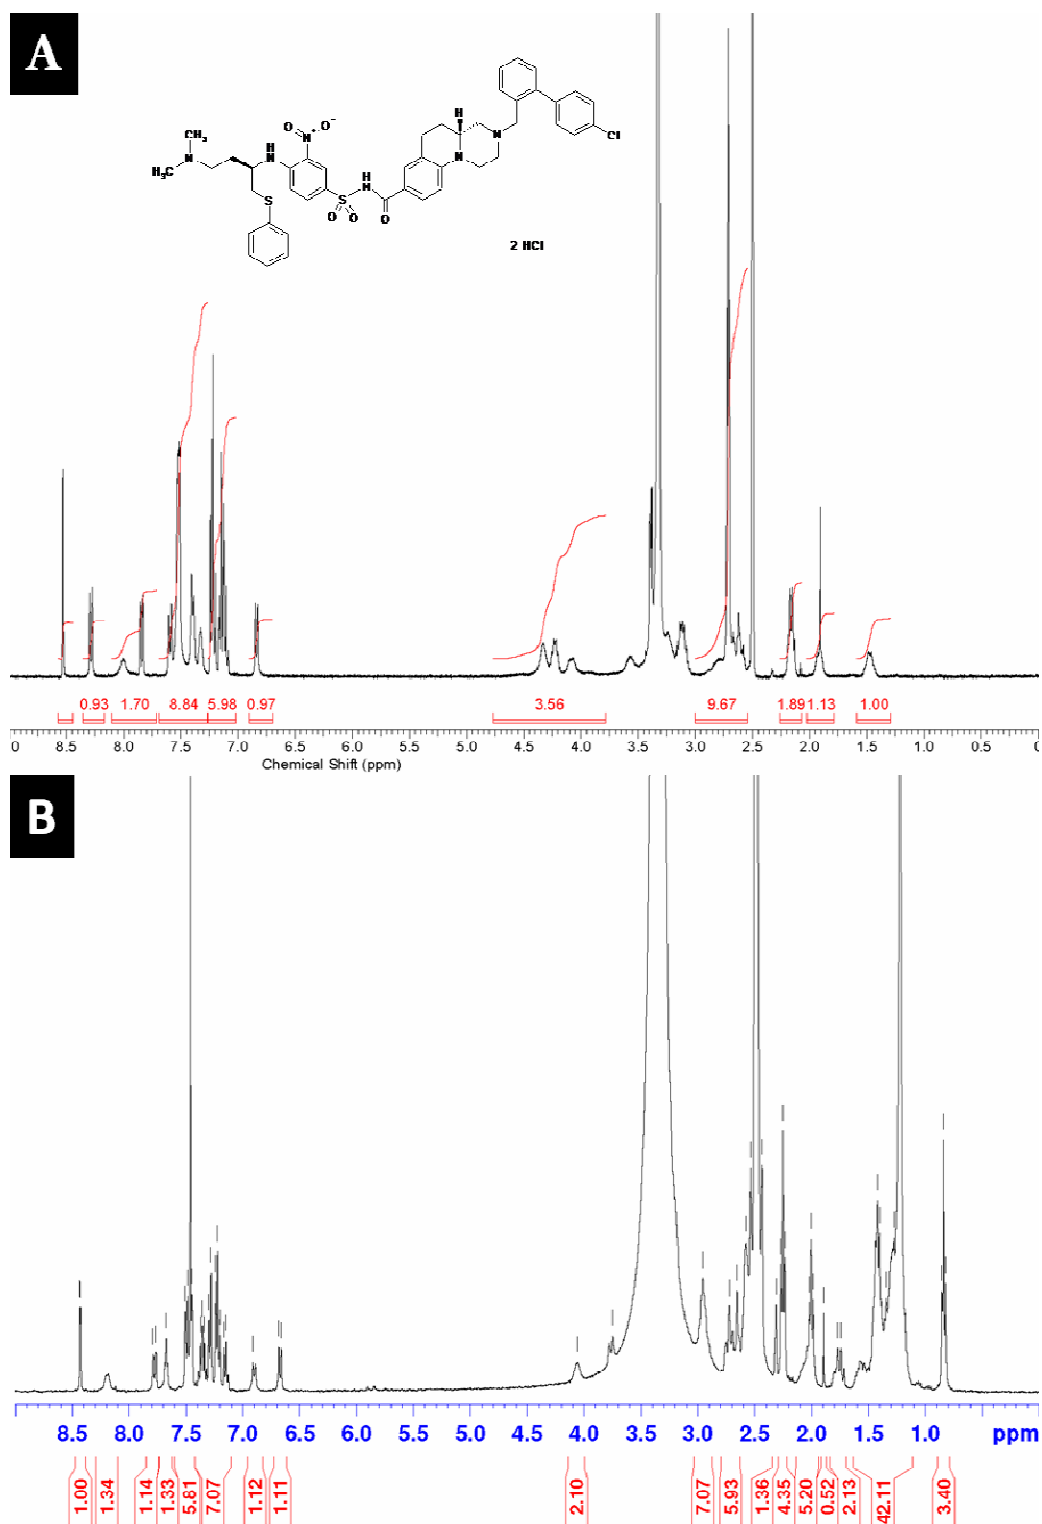 A
H
N
Cl
CH₃
N
H₃C
H
N
O
N⁺
O⁻
S
O
O
H
N
O
N
S
2 HCl
0.93 1.70 8.84 5.98 0.97 3.56 9.67 1.89 1.13 1.00
0 8.5 8.0 7.5 7.0 6.5 6.0 5.5 5.0 4.5 4.0 3.5 3.0 2.5 2.0 1.5 1.0 0.5 0
Chemical Shift (ppm)
B
8.5 8.0 7.5 7.0 6.5 6.0 5.5 5.0 4.5 4.0 3.5 3.0 2.5 2.0 1.5 1.0 ppm
1.00 1.34 1.14 1.33 5.81 7.07 1.12 1.11 2.10 7.07 5.93 1.36 4.35 5.20 0.52 2.13 42.11 3.40